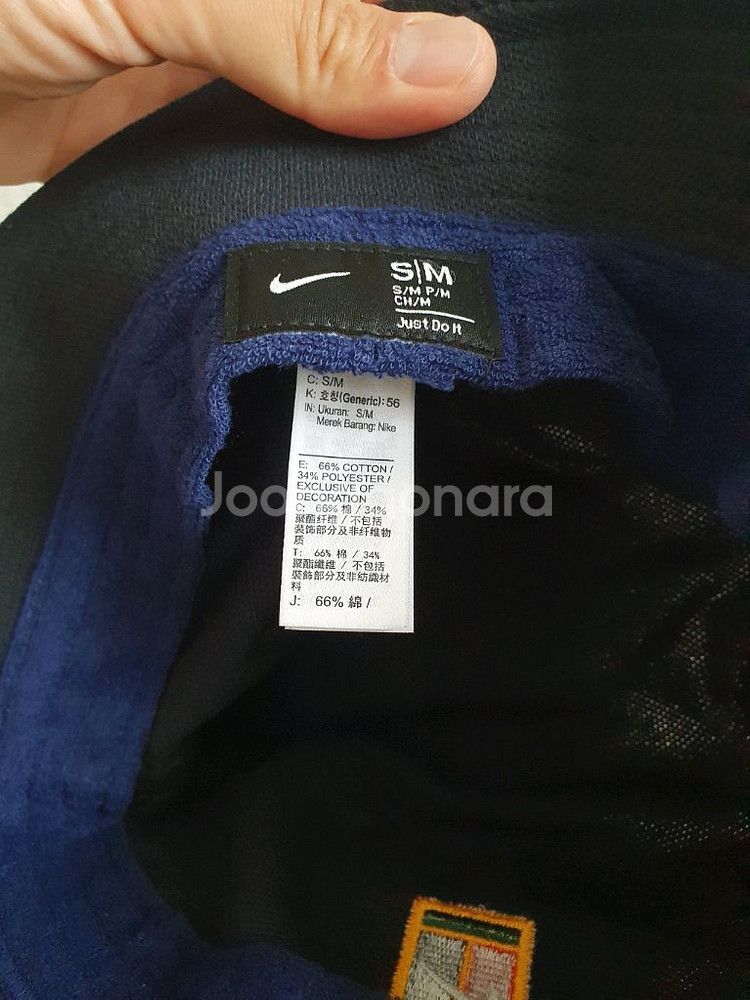 S|M
S/M P/M
CH/M
Just Do It
C: S/M
K: 호칭(Generic): 56
IN: Ukuran: S/M
Merek Barang: Nike
E: 66% COTTON /
34% POLYESTER /
EXCLUSIVE OF
DECORATION
C: 66% 棉 / 34%
聚酯纤维 / 不包括
装饰部分及非纤维物
质
T: 66% 棉 / 34%
聚酯纖維 / 不包括
裝飾部分及非紡織材
料
J: 66% 綿 /
Joongonara